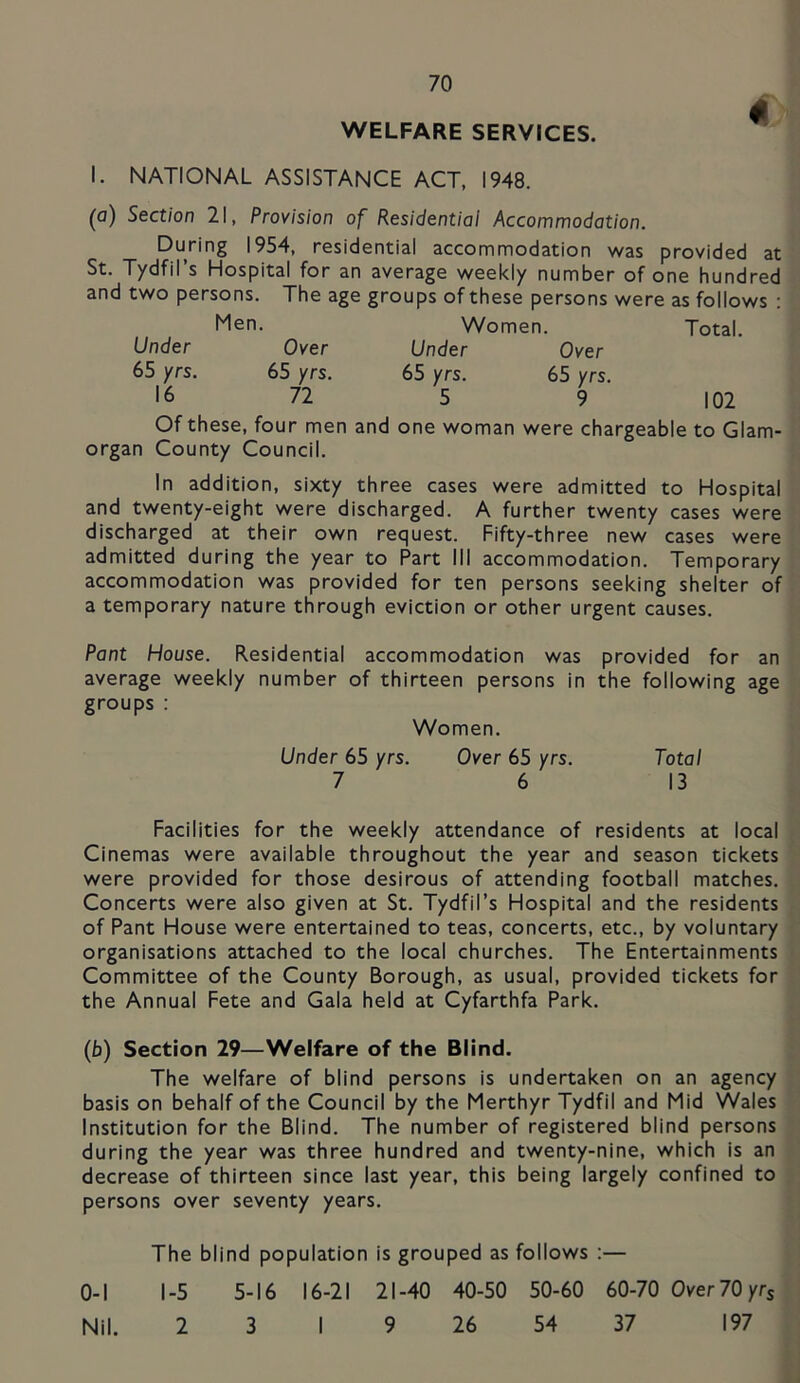 70
WELFARE SERVICES.
I. NATIONAL ASSISTANCE ACT, 1948.
(a) Section 21, Provision of Residential Accommodation.
During 1954, residential accommodation was provided at
St. Tydfil's Hospital for an average weekly number of one hundred
and two persons. The age groups of these persons were as follows :
Men. Women. Total.
Under Over Under Over
65 yrs. 65 yrs. 65 yrs. 65 yrs.
16 72 5 9 102
Of these, four men and one woman were chargeable to Glam-
organ County Council.
In addition, sixty three cases were admitted to Hospital
and twenty-eight were discharged. A further twenty cases were
discharged at their own request. Fifty-three new cases were
admitted during the year to Part III accommodation. Temporary
accommodation was provided for ten persons seeking shelter of
a temporary nature through eviction or other urgent causes.
Pant House. Residential accommodation was provided for an
average weekly number of thirteen persons in the following age
groups :
Women.
Under 65 yrs. Over 65 yrs. Total
7 6 13
Facilities for the weekly attendance of residents at local
Cinemas were available throughout the year and season tickets
were provided for those desirous of attending football matches.
Concerts were also given at St. Tydfil's Hospital and the residents
of Pant House were entertained to teas, concerts, etc., by voluntary
organisations attached to the local churches. The Entertainments
Committee of the County Borough, as usual, provided tickets for
the Annual Fete and Gala held at Cyfarthfa Park.
(b) Section 29—Welfare of the Blind.
The welfare of blind persons is undertaken on an agency
basis on behalf of the Council by the Merthyr Tydfil and Mid Wales
Institution for the Blind. The number of registered blind persons
during the year was three hundred and twenty-nine, which is an
decrease of thirteen since last year, this being largely confined to
persons over seventy years.
The blind population is grouped as follows :—
0-1 1-5 5-16 16-21 21-40 40-50 50-60 60-70 Over 70 yrs
Nil. 2 3 1 9 26 54 37 197